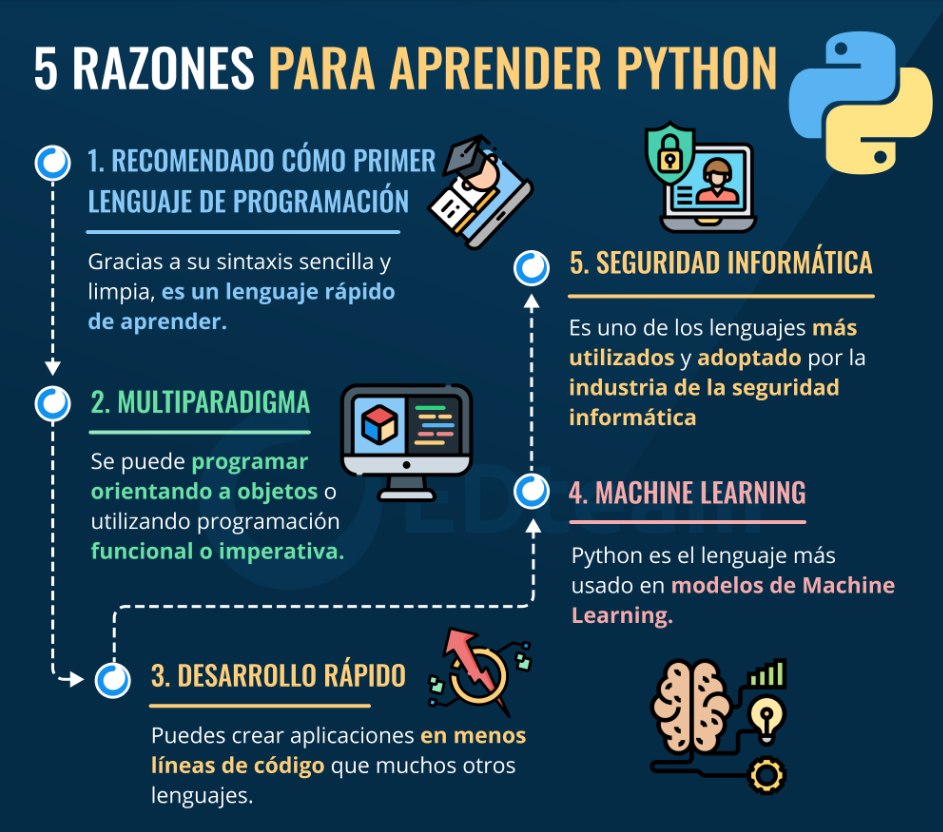 5 RAZONES PARA APRENDER PYTHON
1. RECOMENDADO CÓMO PRIMER
LENGUAJE DE PROGRAMACIÓN
Gracias a su sintaxis sencilla y
limpia, es un lenguaje rápido
de aprender.
2. MULTIPARADIGMA
Se puede programar
orientando a objetos o
utilizando programación
funcional o imperativa.
3. DESARROLLO RÁPIDO
Puedes crear aplicaciones en menos
líneas de código que muchos otros
lenguajes.
4. MACHINE LEARNING
Python es el lenguaje más
usado en modelos de Machine
Learning.
5. SEGURIDAD INFORMÁTICA
Es uno de los lenguajes más
utilizados y adoptado por la
industria de la seguridad
informática
EDteam